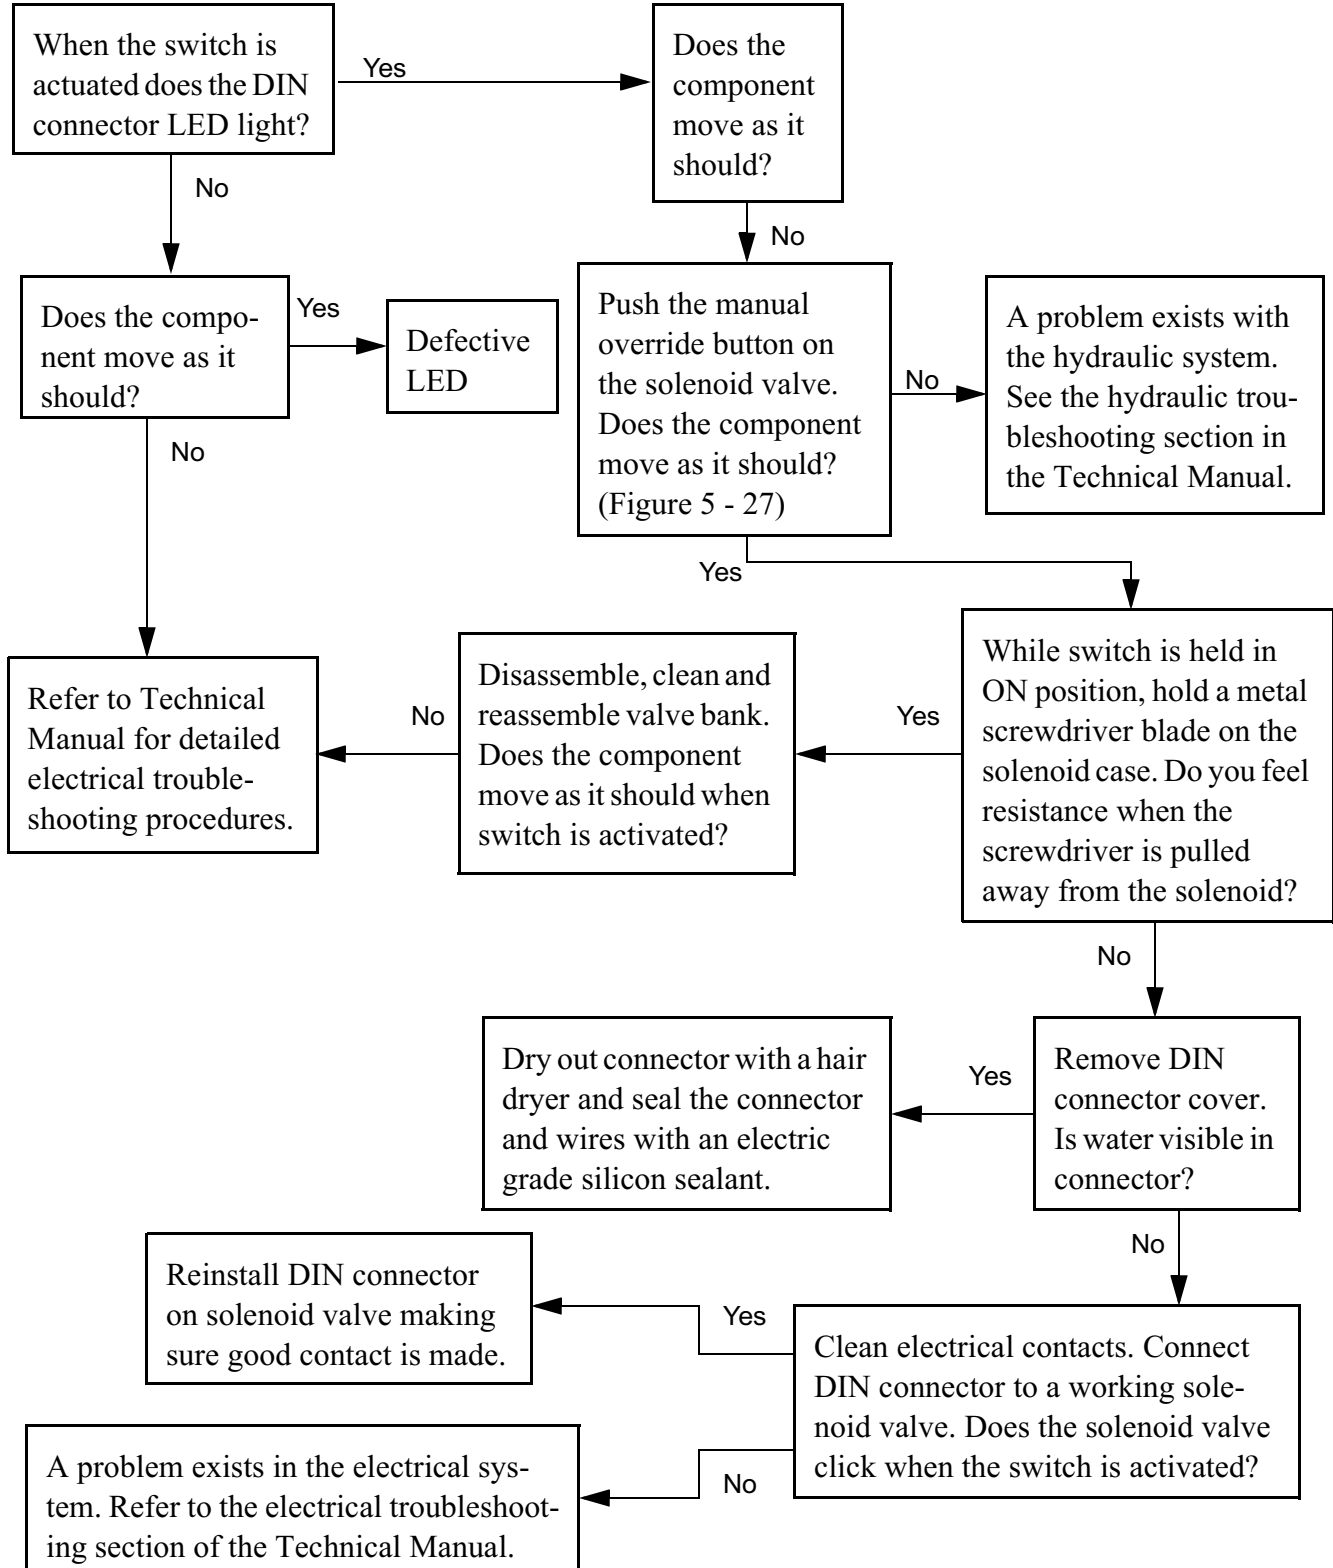 When the switch is
actuated does the DIN
connector LED light?
Yes
Does the
component
move as it
should?
No
No
Does the compo-
nent move as it
should?
Yes
Defective
LED
Push the manual
override button on
the solenoid valve.
Does the component
move as it should?
(Figure 5 - 27)
No
A problem exists with
the hydraulic system.
See the hydraulic trou-
bleshooting section in
the Technical Manual.
No
Yes
While switch is held in
ON position, hold a metal
screwdriver blade on the
solenoid case. Do you feel
resistance when the
screwdriver is pulled
away from the solenoid?
Yes
Disassemble, clean and
reassemble valve bank.
Does the component
move as it should when
switch is activated?
No
Refer to Technical
Manual for detailed
electrical trouble-
shooting procedures.
No
Remove DIN
connector cover.
Is water visible in
connector?
Yes
Dry out connector with a hair
dryer and seal the connector
and wires with an electric
grade silicon sealant.
No
Clean electrical contacts. Connect
DIN connector to a working sole-
noid valve. Does the solenoid valve
click when the switch is activated?
Yes
Reinstall DIN connector
on solenoid valve making
sure good contact is made.
No
A problem exists in the electrical sys-
tem. Refer to the electrical troubleshoot-
ing section of the Technical Manual.